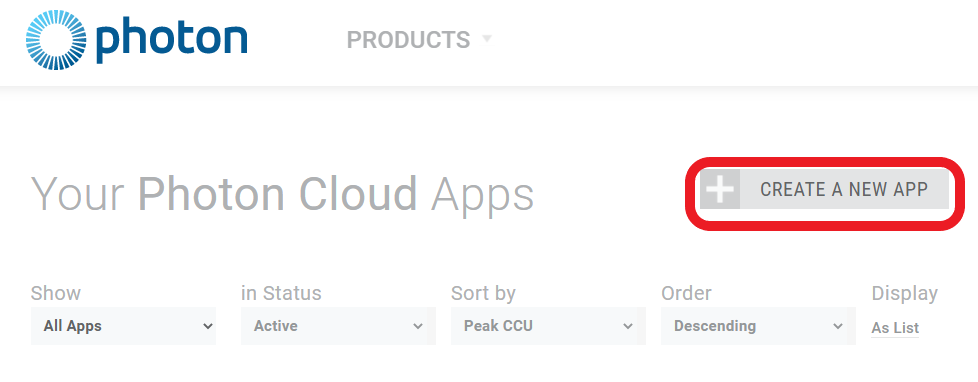 photon
PRODUCTS
Your Photon Cloud Apps
CREATE A NEW APP
Show
in Status
Sort by
Order
Display
All Apps
Active
Peak CCU
Descending
As List